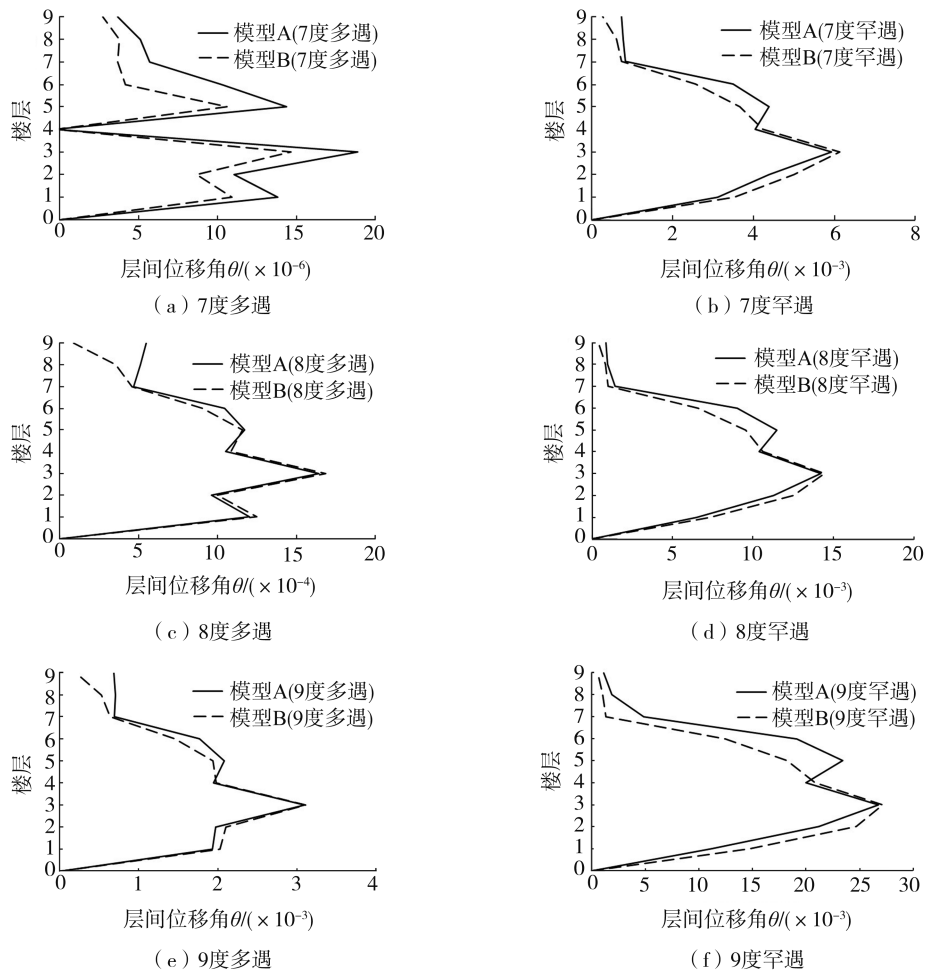 9
8
7
6
5
4
3
2
1
0
楼层
模型A(7度多遇)
模型B(7度多遇)
0 5 10 15 20
层间位移角θ/(×10⁻⁶)
(a)7度多遇
9
8
7
6
5
4
3
2
1
0
楼层
模型A(7度罕遇)
模型B(7度罕遇)
0 2 4 6 8
层间位移角θ/(×10⁻³)
(b)7度罕遇
9
8
7
6
5
4
3
2
1
0
楼层
模型A(8度多遇)
模型B(8度多遇)
0 5 10 15 20
层间位移角θ/(×10⁻⁴)
(c)8度多遇
9
8
7
6
5
4
3
2
1
0
楼层
模型A(8度罕遇)
模型B(8度罕遇)
0 5 10 15 20
层间位移角θ/(×10⁻³)
(d)8度罕遇
9
8
7
6
5
4
3
2
1
0
楼层
模型A(9度多遇)
模型B(9度多遇)
0 1 2 3 4
层间位移角θ/(×10⁻³)
(e)9度多遇
9
8
7
6
5
4
3
2
1
0
楼层
模型A(9度罕遇)
模型B(9度罕遇)
0 5 10 15 20 25 30
层间位移角θ/(×10⁻³)
(f)9度罕遇